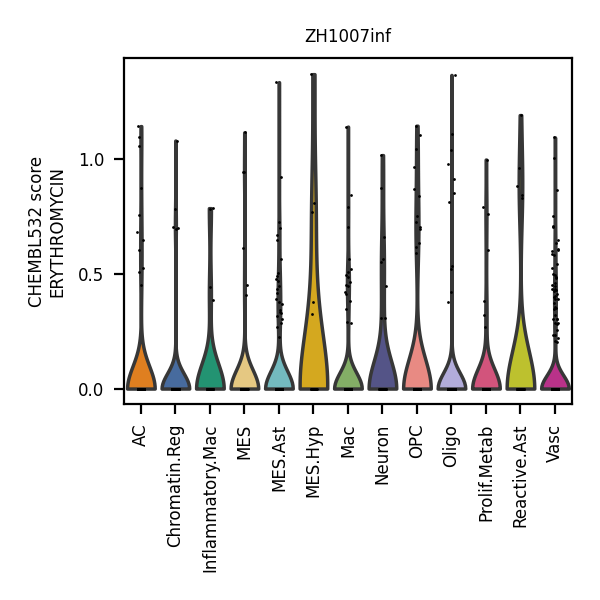 ZH1007inf
CHEMBL532 score
ERYTHROMYCIN
1.0
0.5
0.0
AC
Chromatin.Reg
Inflammatory.Mac
MES
MES.Ast
MES.Hyp
Mac
Neuron
OPC
Oligo
Prolif.Metab
Reactive.Ast
Vasc